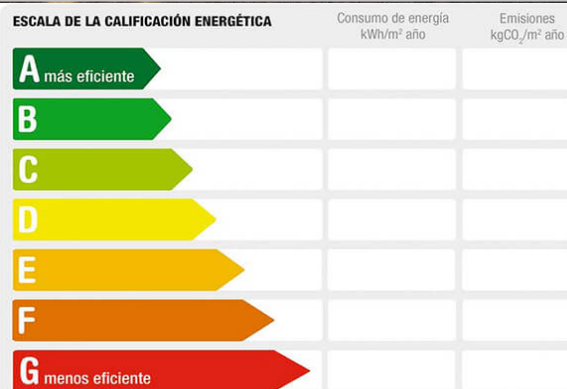 ESCALA DE LA CALIFICACIÓN ENERGÉTICA
Consumo de energía
kWh/m² año
Emisiones
kgCO₂/m² año
A más eficiente
B
C
D
E
F
G menos eficiente